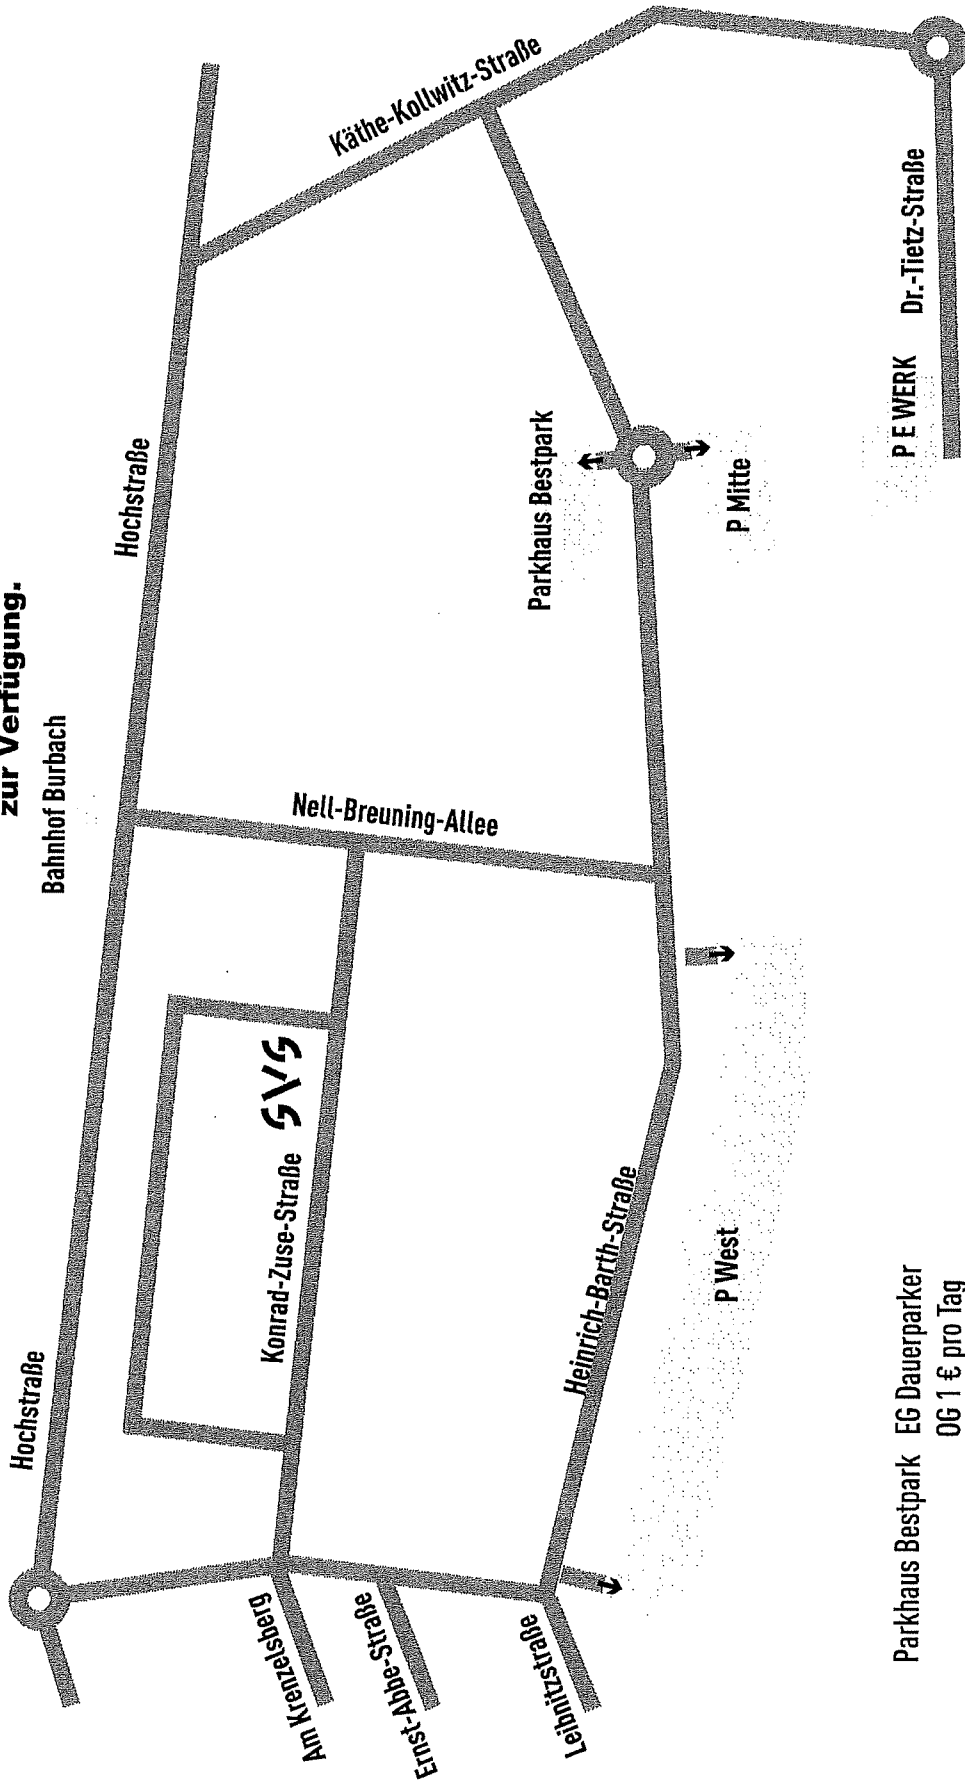 zur Verfügung.
Bahnhof Burbach
Hochstraße
Hochstraße
Käthe-Kollwitz-Straße
Nell-Breuning-Allee
Konrad-Zuse-Straße
GVS
Parkhaus Bestpark
P Mitte
Heinrich-Barth-Straße
P West
P E WERK
Dr.-Tietz-Straße
Am Krenzelsberg
Ernst-Abbe-Straße
Leibnitzstraße
Parkhaus Bestpark EG Dauerparker
OG 1 € pro Tag